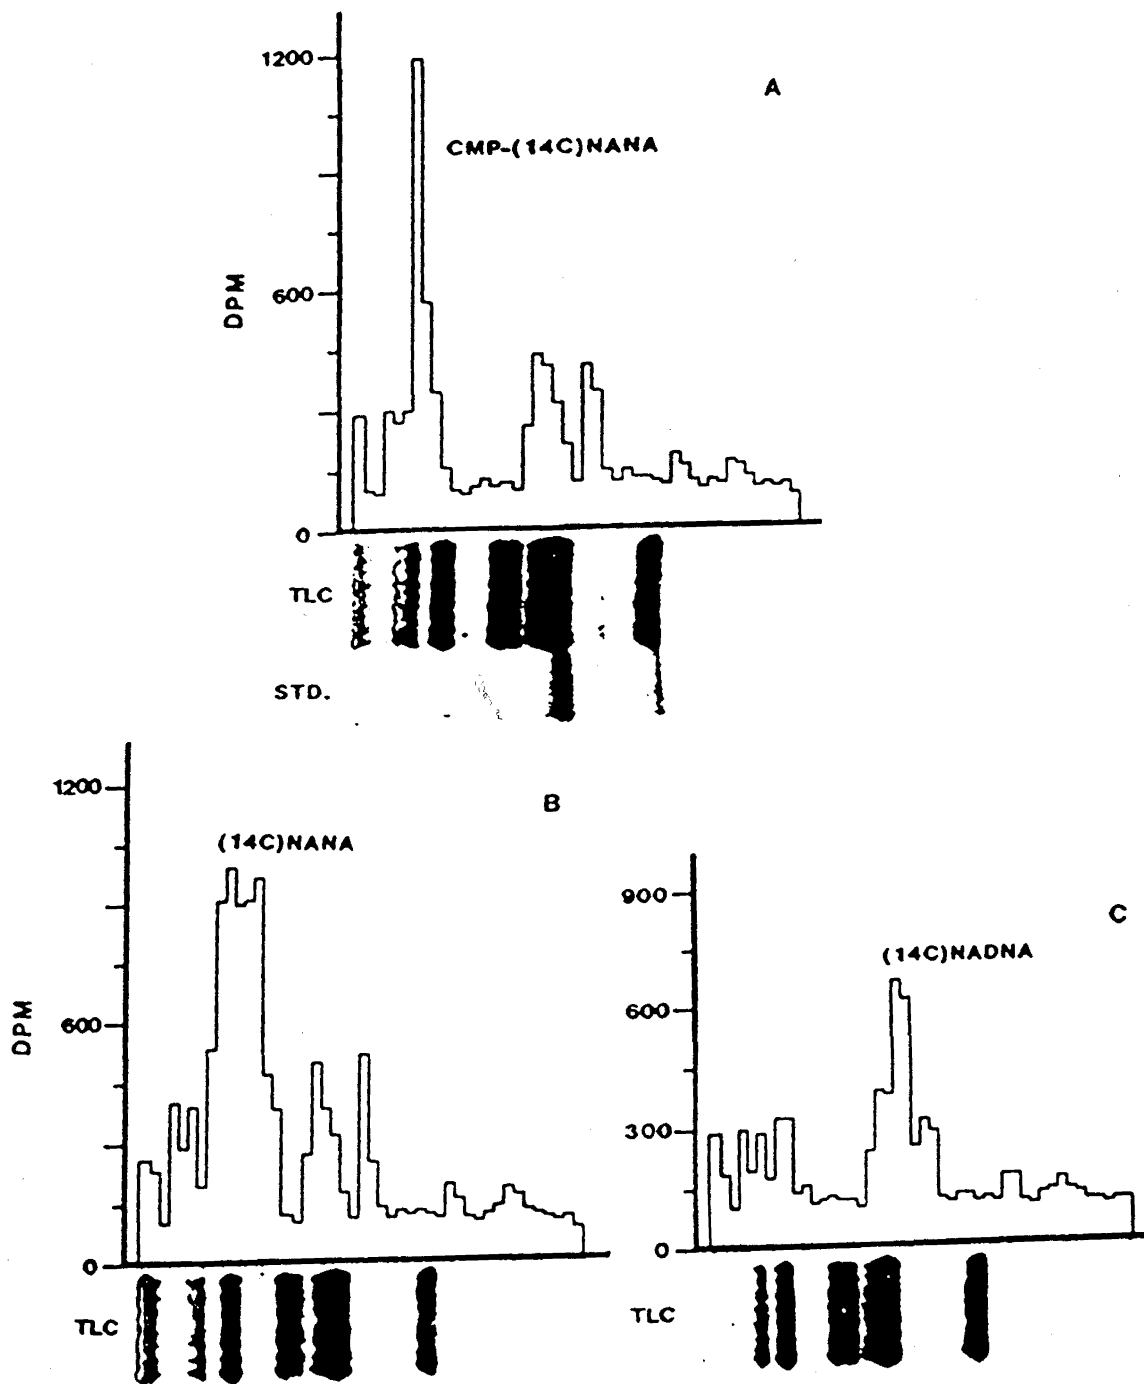 A
1200
CMP-(14C)NANA
600
DPM
0
TLC
STD.
B
1200
(14C)NANA
600
DPM
0
TLC
C
900
(14C)NADNA
600
300
0
TLC